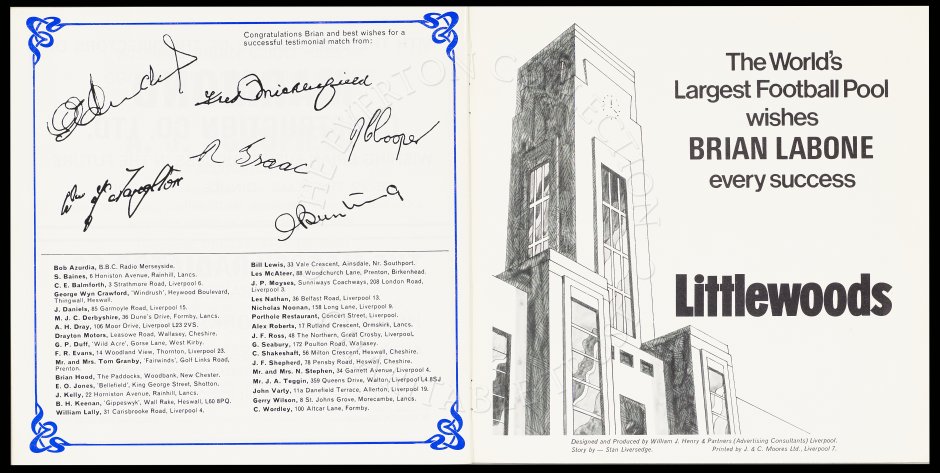 Congratulations Brian and best wishes for a
successful testimonial match from:
Fred Micklesfield
J B Cooper
R Isaac
Bunting
Bob Azurdia, B.B.C. Radio Merseyside.
S. Baines, 6 Honiston Avenue, Rainhill, Lancs.
C. E. Balmforth, 3 Strathmore Road, Liverpool 6.
George Wyn Crawford, 'Windrush', Heywood Boulevard,
Thingwall, Heswall.
J. Daniels, 85 Garmoyle Road, Liverpool 15.
M. J. C. Derbyshire, 36 Dune's Drive, Formby, Lancs.
A. H. Dray, 106 Moor Drive, Liverpool L23 2VS.
Drayton Motors, Leasowe Road, Wallasey, Cheshire.
G. P. Duff, 'Wild Acre', Gorse Lane, West Kirby.
F. R. Evans, 14 Woodland View, Thornton, Liverpool 23.
Mr. and Mrs. Tom Granby, 'Fairwinds', Golf Links Road,
Prenton.
Brian Hood, The Paddocks, Woodbank, New Chester.
E. O. Jones, 'Bellefield', King George Street, Shotton.
J. Kelly, 22 Honiston Avenue, Rainhill, Lancs.
B. H. Keenan, 'Gippeswyk', Wall Rake, Heswall, L60 8PQ.
William Lally, 31 Carisbrooke Road, Liverpool 4.
Bill Lewis, 33 Vale Crescent, Ainsdale, Nr. Southport.
Les McAteer, 88 Woodchurch Lane, Prenton, Birkenhead.
J. P. Moyses, Sunniways Coachways, 208 London Road,
Liverpool 3.
Les Nathan, 36 Belfast Road, Liverpool 13.
Nicholas Noonan, 158 Long Lane, Liverpool 9.
Porthole Restaurant, Concert Street, Liverpool.
Alex Roberts, 17 Rutland Crescent, Ormskirk, Lancs.
J. F. Ross, 48 The Northern, Great Crosby, Liverpool.
G. Seabury, 172 Poulton Road, Wallasey.
C. Shakeshaft, 56 Milton Crescent, Heswall, Cheshire.
J. F. Shepherd, 78 Pensby Road, Heswall, Cheshire.
Mr. and Mrs. N. Stephen, 34 Garnett Avenue, Liverpool 4.
Mr. J. A. Teggin, 359 Queens Drive, Walton, Liverpool L4 8SJ
John Varty, 11a Danefield Terrace, Allerton, Liverpool 19.
Gerry Wilson, 8 St. Johns Grove, Morecambe, Lancs.
C. Wordley, 100 Altcar Lane, Formby.
The World's
Largest Football Pool
wishes
BRIAN LABONE
every success
Littlewoods
Designed and Produced by William J. Henry & Partners (Advertising Consultants) Liverpool.
Story by — Stan Liversedge. Printed by J. & C. Moores Ltd., Liverpool 7.
THE EVERTON COLLECTION